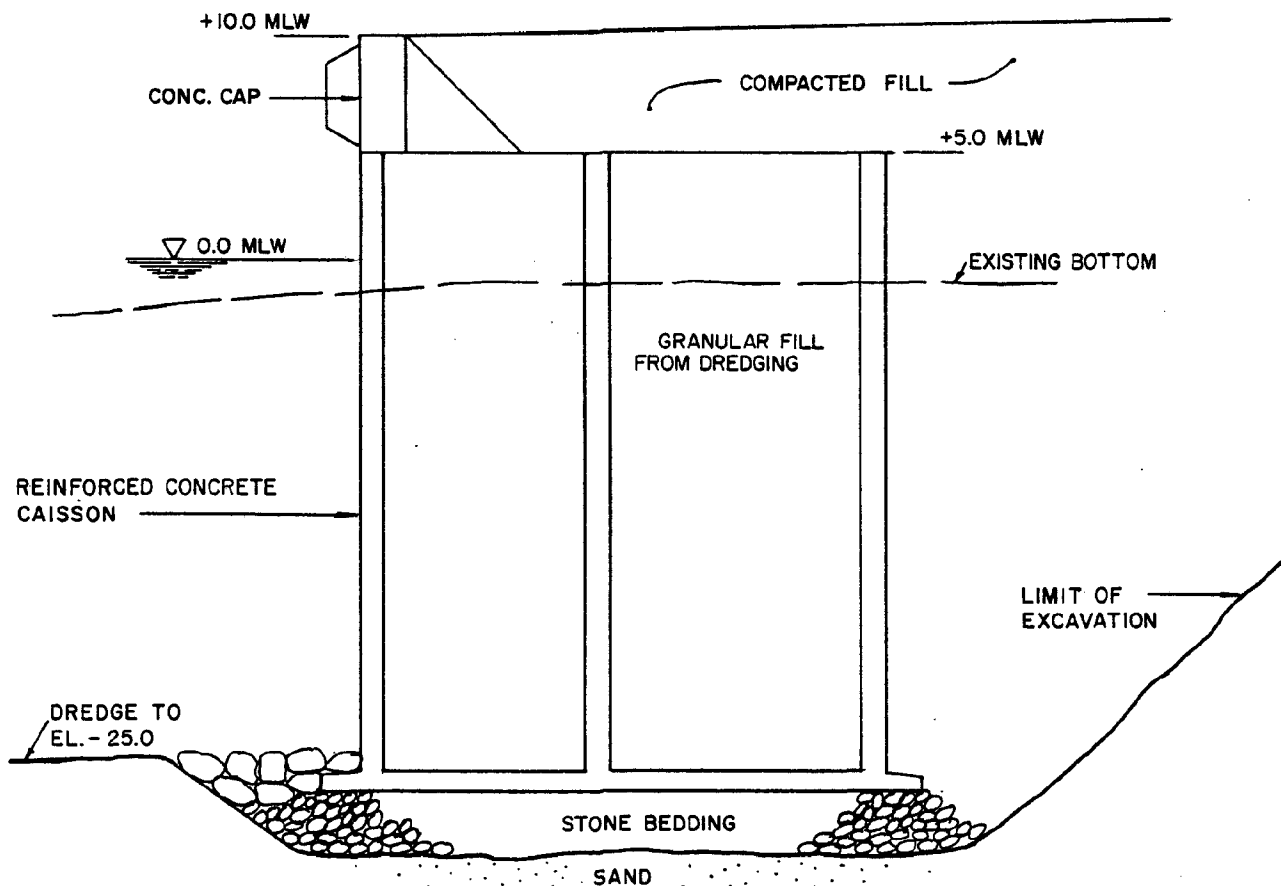 +10.0 MLW
CONC. CAP
COMPACTED FILL
+5.0 MLW
0.0 MLW
EXISTING BOTTOM
GRANULAR FILL
FROM DREDGING
REINFORCED CONCRETE
CAISSON
LIMIT OF
EXCAVATION
DREDGE TO
EL.-25.0
STONE BEDDING
SAND